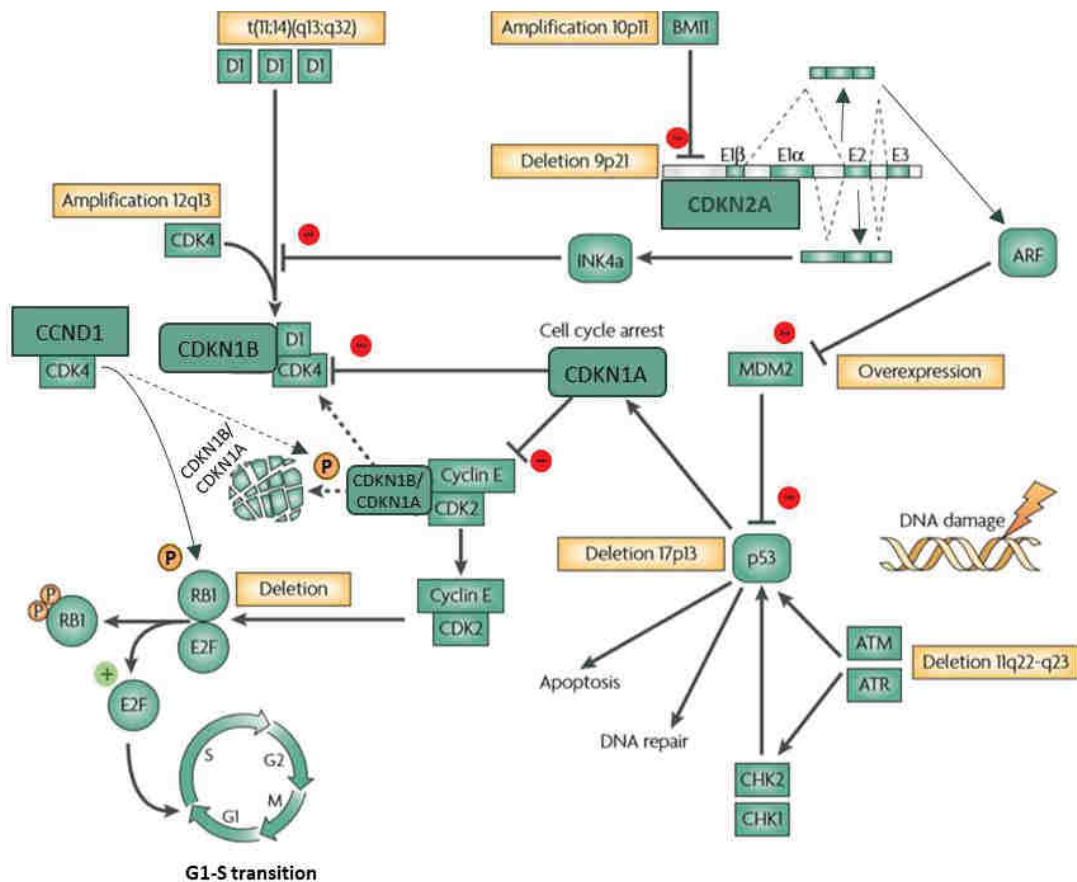 t(11;14)(q13;q32)
D1 D1 D1
Amplification 10p11 BMI1
E1β E1α E2 E3
Deletion 9p21
CDKN2A
Amplification 12q13
CDK4
INK4a
ARF
CCND1
CDK4
CDKN1B
D1
CDK4
Cell cycle arrest
CDKN1A
MDM2
Overexpression
CDKN1B/
CDKN1A
P
CDKN1B/
CDKN1A
Cyclin E
CDK2
DNA damage
Deletion 17p13
p53
P
RB1
E2F
Deletion
P
P
RB1
Cyclin E
CDK2
+
E2F
Apoptosis
DNA repair
ATM
ATR
Deletion 11q22-q23
CHK2
CHK1
S
G2
M
G1
G1-S transition